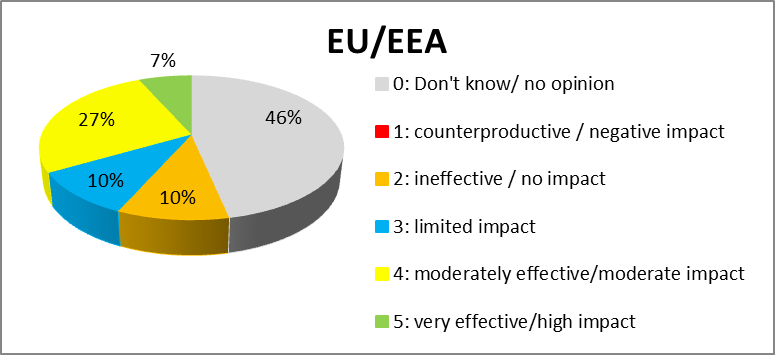 EU/EEA
7%
46%
27%
10%
10%
0: Don't know/ no opinion
1: counterproductive / negative impact
2: ineffective / no impact
3: limited impact
4: moderately effective/moderate impact
5: very effective/high impact